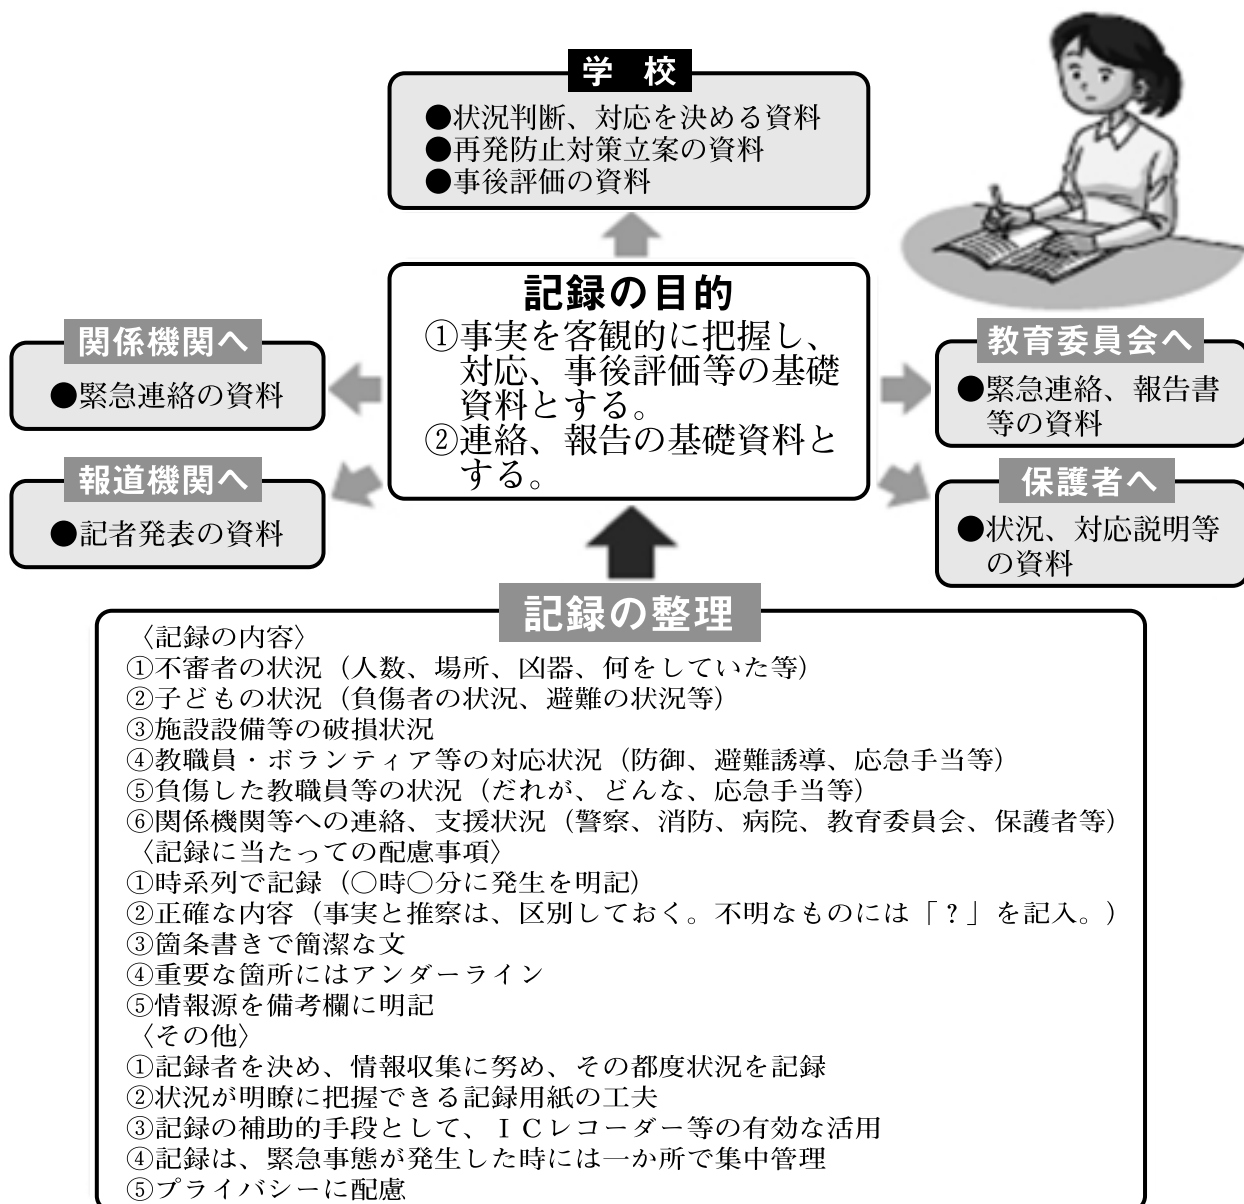 学 校
●状況判断、対応を決める資料
●再発防止対策立案の資料
●事後評価の資料
記録の目的
①事実を客観的に把握し、
対応、事後評価等の基礎
資料とする。
②連絡、報告の基礎資料と
する。
関係機関へ
●緊急連絡の資料
報道機関へ
●記者発表の資料
教育委員会へ
●緊急連絡、報告書
等の資料
保護者へ
●状況、対応説明等
の資料
記録の整理
〈記録の内容〉
①不審者の状況（人数、場所、凶器、何をしていた等）
②子どもの状況（負傷者の状況、避難の状況等）
③施設設備等の破損状況
④教職員・ボランティア等の対応状況（防御、避難誘導、応急手当等）
⑤負傷した教職員等の状況（だれが、どんな、応急手当等）
⑥関係機関等への連絡、支援状況（警察、消防、病院、教育委員会、保護者等）
〈記録に当たっての配慮事項〉
①時系列で記録（○時○分に発生を明記）
②正確な内容（事実と推察は、区別しておく。不明なものには「？」を記入。）
③箇条書きで簡潔な文
④重要な箇所にはアンダーライン
⑤情報源を備考欄に明記
〈その他〉
①記録者を決め、情報収集に努め、その都度状況を記録
②状況が明瞭に把握できる記録用紙の工夫
③記録の補助的手段として、ＩＣレコーダー等の有効な活用
④記録は、緊急事態が発生した時には一か所で集中管理
⑤プライバシーに配慮